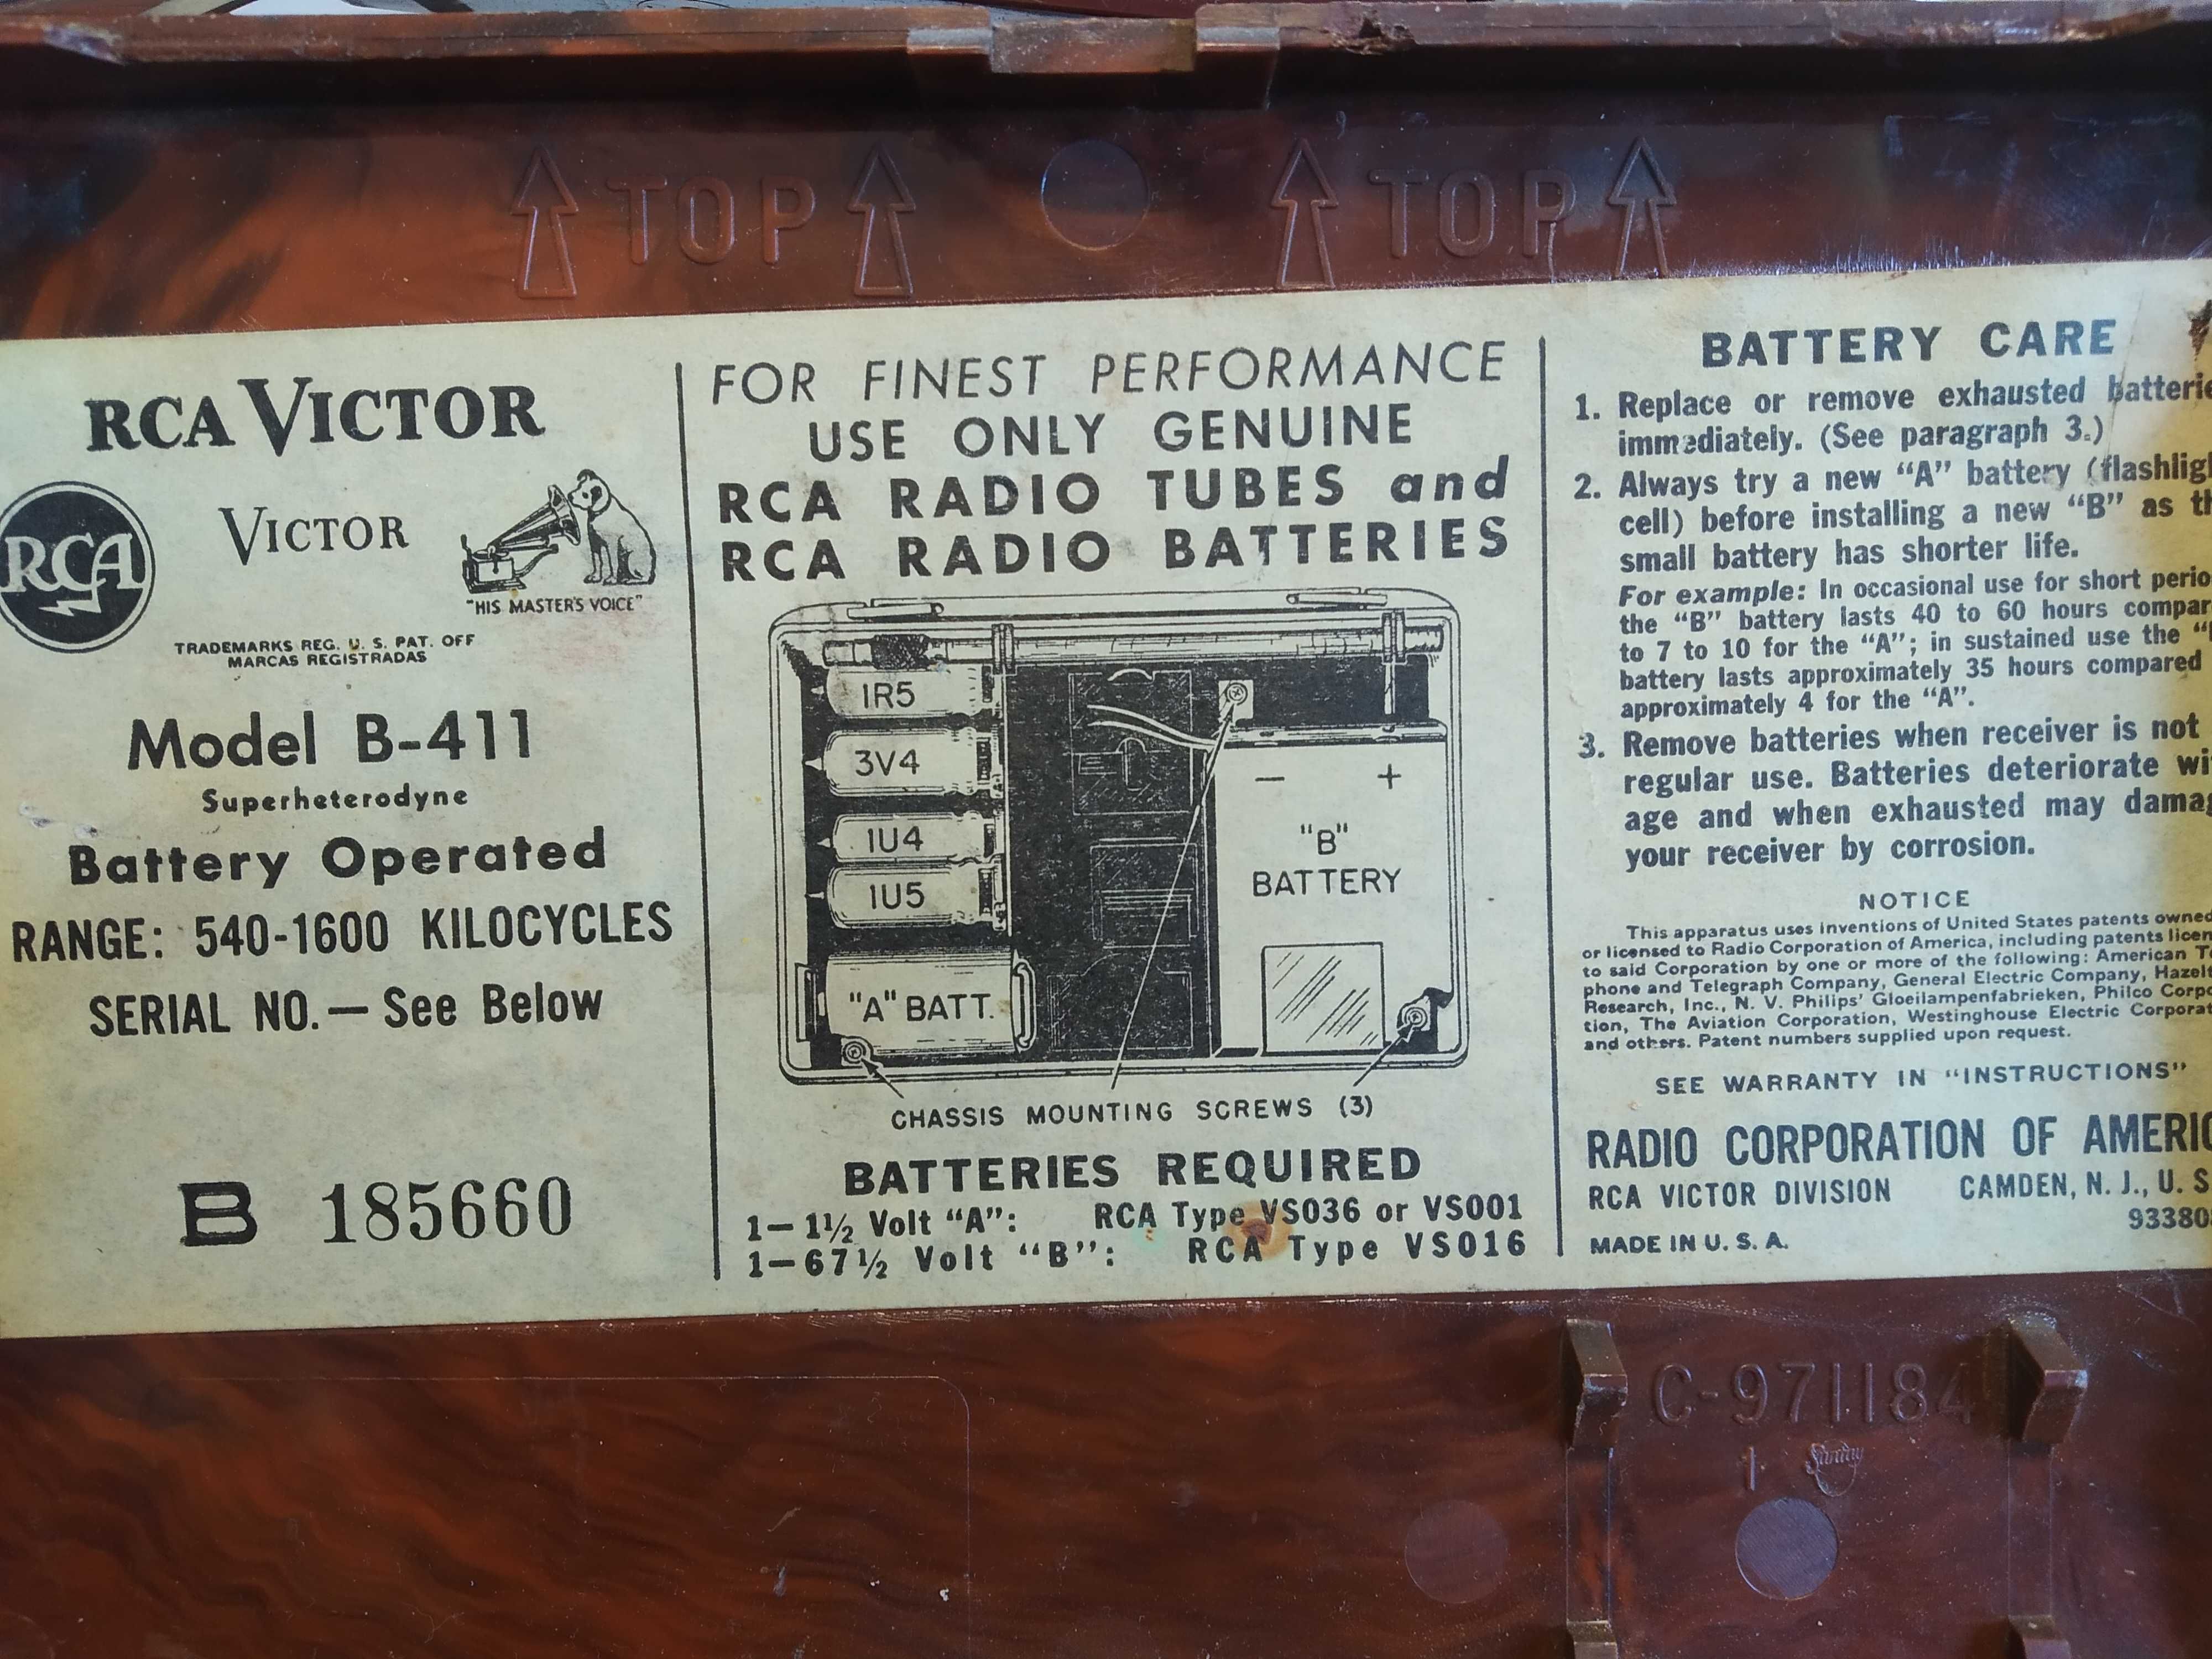 TOP TOP
RCA VICTOR
RCA
VICTOR
"HIS MASTER'S VOICE"
TRADEMARKS REG. U. S. PAT. OFF
MARCAS REGISTRADAS
Model B-411
Superheterodyne
Battery Operated
RANGE: 540-1600 KILOCYCLES
SERIAL NO.—See Below
B 185660
FOR FINEST PERFORMANCE
USE ONLY GENUINE
RCA RADIO TUBES and
RCA RADIO BATTERIES
1R5
3V4
1U4
1U5
"A" BATT.
− +
"B"
BATTERY
CHASSIS MOUNTING SCREWS (3)
BATTERIES REQUIRED
1—1½ Volt "A": RCA Type VS036 or VS001
1—67½ Volt "B": RCA Type VS016
BATTERY CARE
1. Replace or remove exhausted
immediately. (See paragraph 3.)
2. Always try a new "A" battery
cell) before installing a new "B" as
small battery has shorter life.
For example: In occasional use for short
the "B" battery lasts 40 to 60 hours
to 7 to 10 for the "A"; in sustained use the
battery lasts approximately 35 hours compared
approximately 4 for the "A".
3. Remove batteries when receiver is not
regular use. Batteries deteriorate
age and when exhausted may
your receiver by corrosion.
NOTICE
This apparatus uses inventions of United States patents owned
or licensed to Radio Corporation of America, including patents
to said Corporation by one or more of the following: American
phone and Telegraph Company, General Electric Company,
Research, Inc., N. V. Philips' Gloeilampenfabrieken, Philco
tion, The Aviation Corporation, Westinghouse Electric
and others. Patent numbers supplied upon request.
SEE WARRANTY IN "INSTRUCTIONS"
RADIO CORPORATION OF
RCA VICTOR DIVISION CAMDEN, N. J., U. S.
MADE IN U. S. A.
C-971184
1